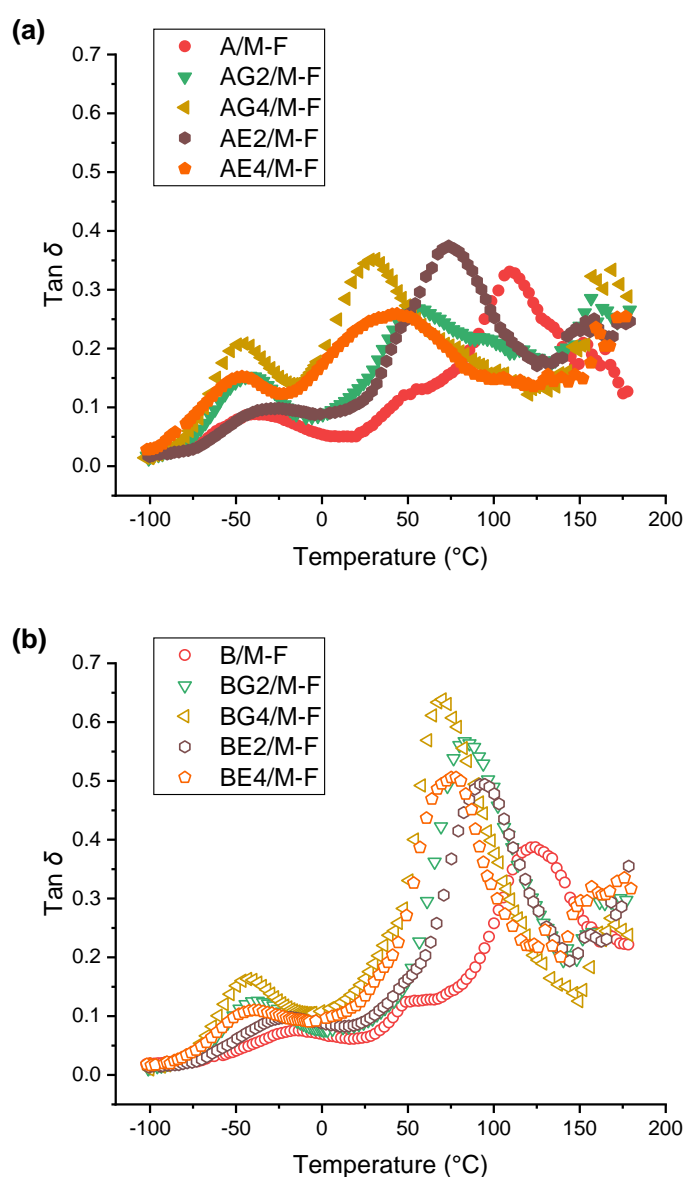 (a)
A/M-F
AG2/M-F
AG4/M-F
AE2/M-F
AE4/M-F
0.7
0.6
0.5
0.4
0.3
0.2
0.1
0.0
Tan δ
-100 -50 0 50 100 150 200
Temperature (°C)
(b)
B/M-F
BG2/M-F
BG4/M-F
BE2/M-F
BE4/M-F
0.7
0.6
0.5
0.4
0.3
0.2
0.1
0.0
Tan δ
-100 -50 0 50 100 150 200
Temperature (°C)